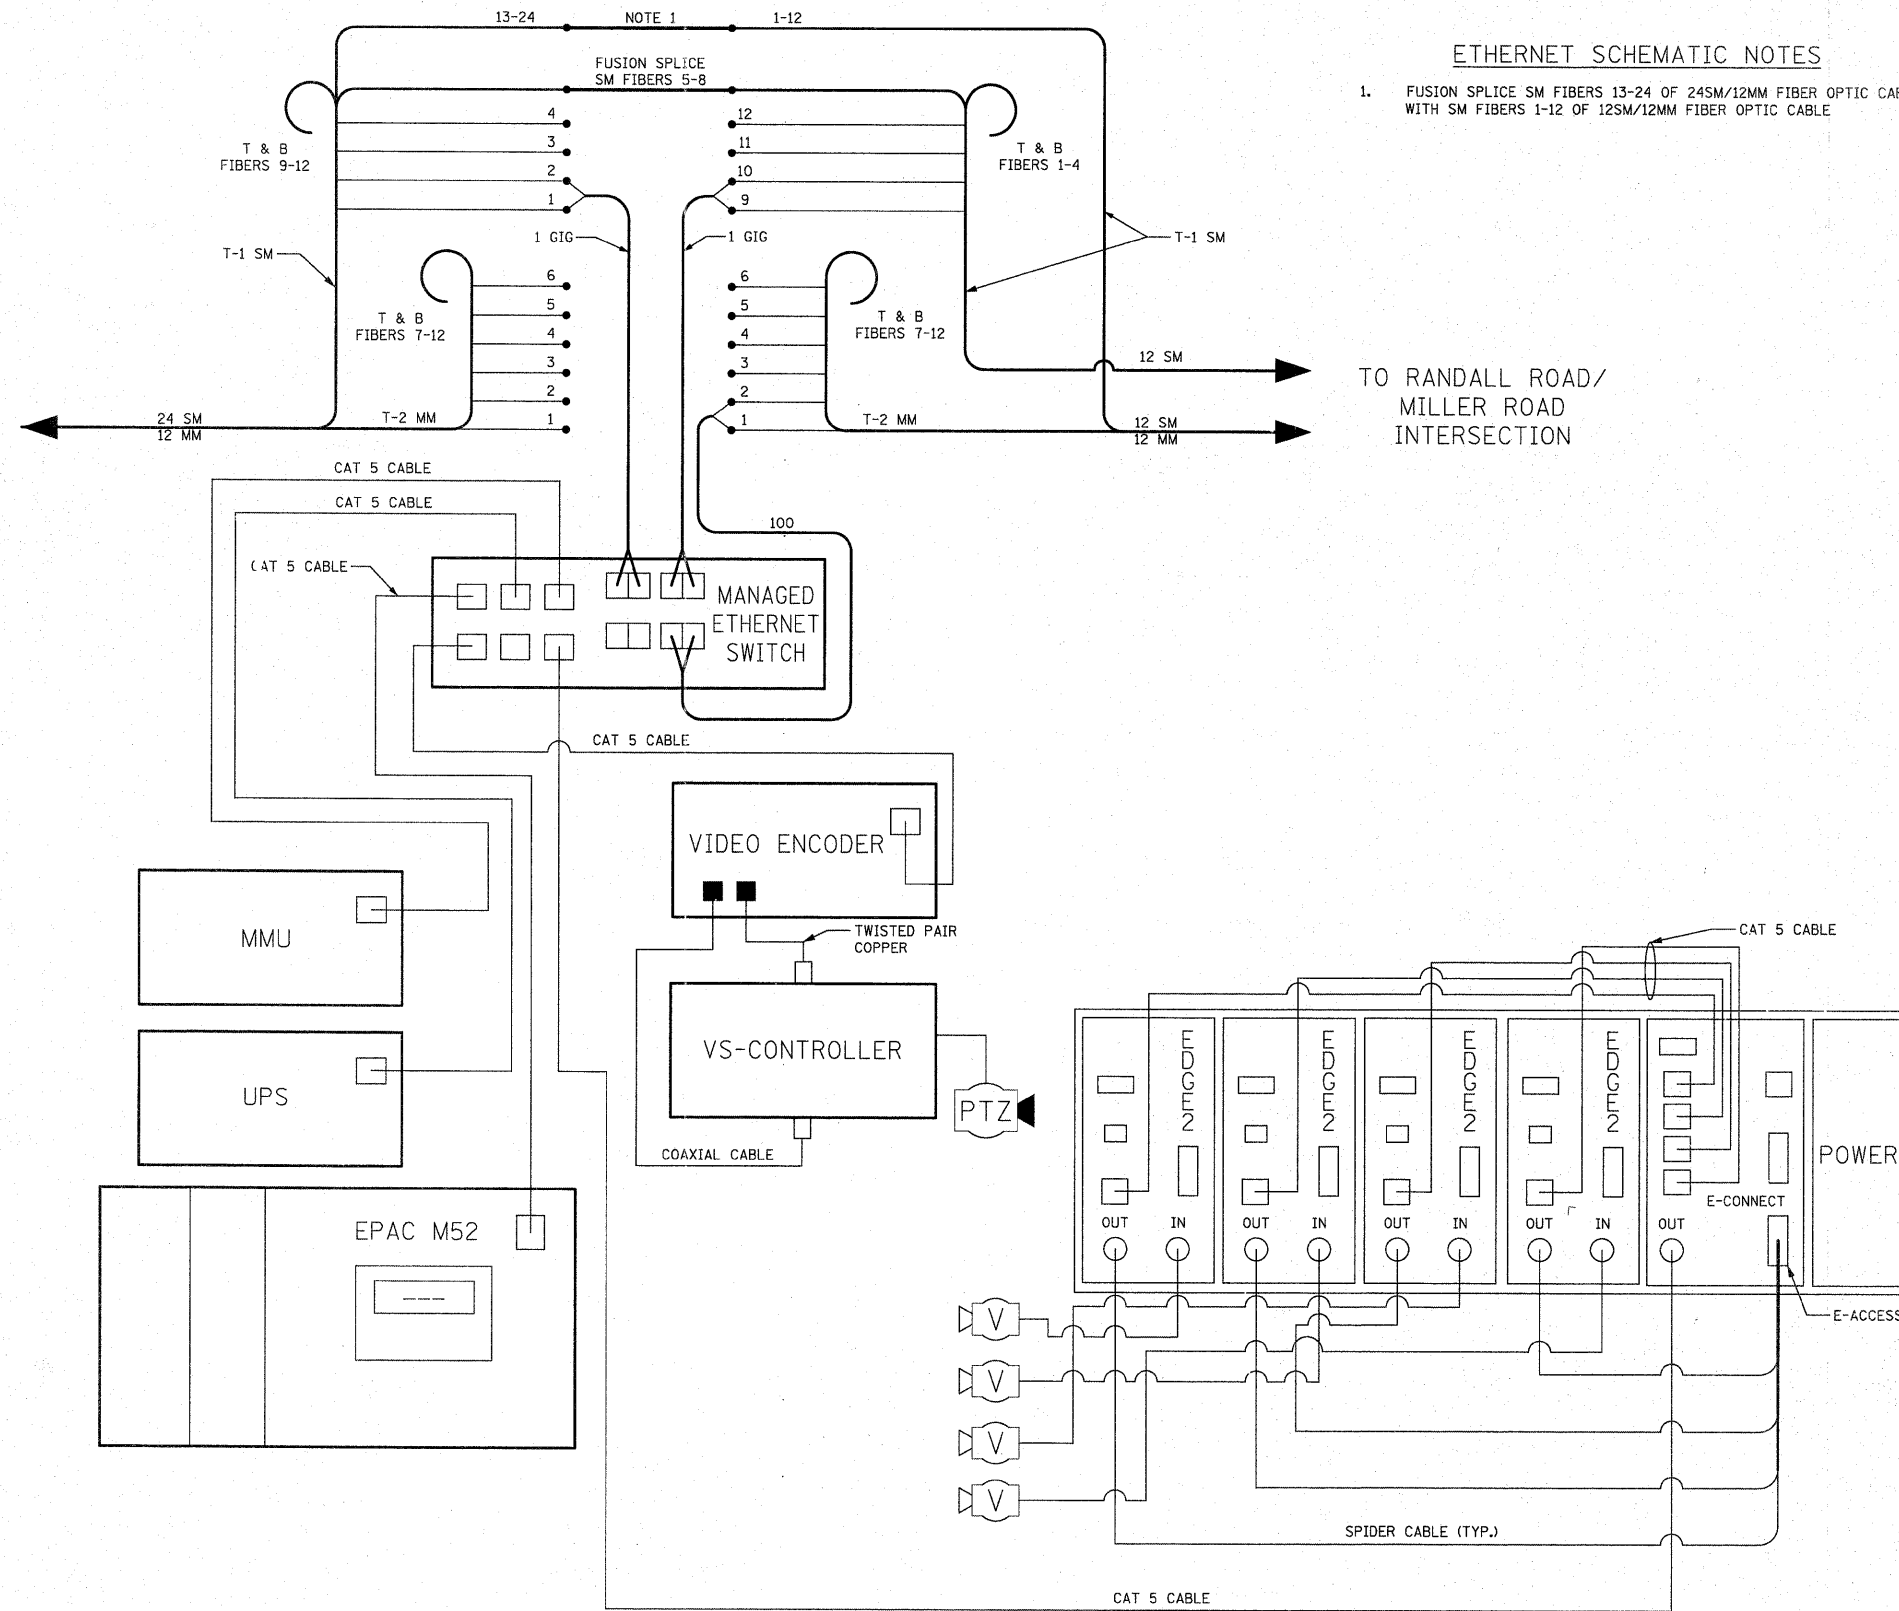 13-24
NOTE 1
1-12
ETHERNET SCHEMATIC NOTES
1. FUSION SPLICE SM FIBERS 13-24 OF 24SM/12MM FIBER OPTIC
WITH SM FIBERS 1-12 OF 12SM/12MM FIBER OPTIC CABLE
FUSION SPLICE
SM FIBERS 5-8
4
3
2
1
12
11
10
9
T & B
FIBERS 9-12
T & B
FIBERS 1-4
1 GIG
1 GIG
T-1 SM
T-1 SM
6
5
4
3
2
1
6
5
4
3
2
1
T & B
FIBERS 7-12
T & B
FIBERS 7-12
12 SM
TO RANDALL ROAD/
MILLER ROAD
INTERSECTION
24 SM
12 MM
T-2 MM
T-2 MM
12 SM
12 MM
CAT 5 CABLE
CAT 5 CABLE
CAT 5 CABLE
100
MANAGED
ETHERNET
SWITCH
CAT 5 CABLE
VIDEO ENCODER
TWISTED PAIR
COPPER
MMU
VS-CONTROLLER
UPS
PTZ
COAXIAL CABLE
EPAC M52
CAT 5 CABLE
EDGE2
EDGE2
EDGE2
EDGE2
POWER
E-CONNECT
OUT
IN
OUT
IN
OUT
IN
OUT
IN
OUT
E-ACCESS
V
V
V
V
SPIDER CABLE (TYP.)
CAT 5 CABLE